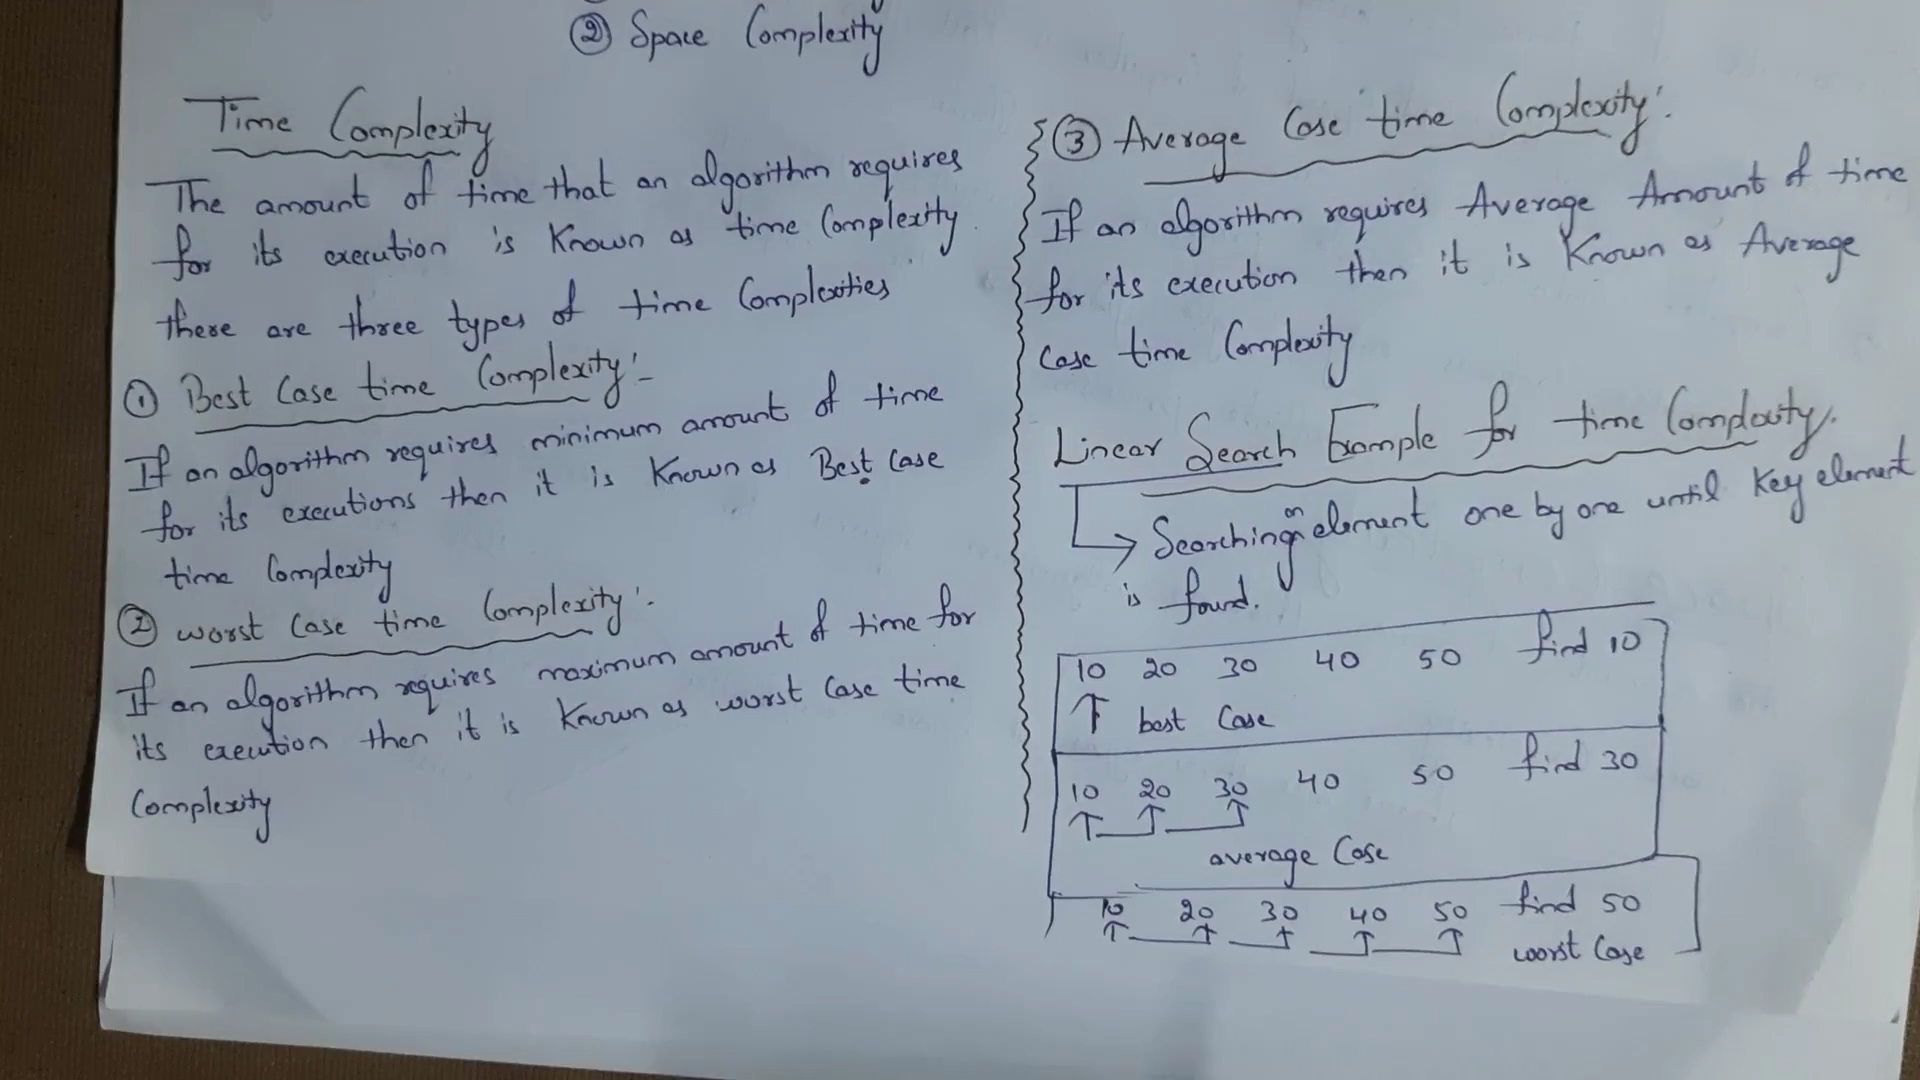 ② Space Complexity
Time Complexity
The amount of time that an algorithm requires
for its execution is Known as time Complexity
there are three types of time Complexities
① Best Case time Complexity:-
If an algorithm requires minimum amount of time
for its executions then it is Known as Best Case
time Complexity
② worst Case time Complexity:-
If an algorithm requires maximum amount of time for
its execution then it is Known as worst Case time
Complexity
③ Average Case time Complexity:
If an algorithm requires Average Amount of time
for its execution then it is Known as Average
Case time Complexity
Linear Search Example for time Complexity.
→ Searching an element one by one until Key element
is found.
10 20 30 40 50 find 10
↑ best Case
10 20 30 40 50 find 30
↑ ↑ ↑
average Case
10 20 30 40 50 find 50
↑ ↑ ↑ ↑ ↑ worst Case